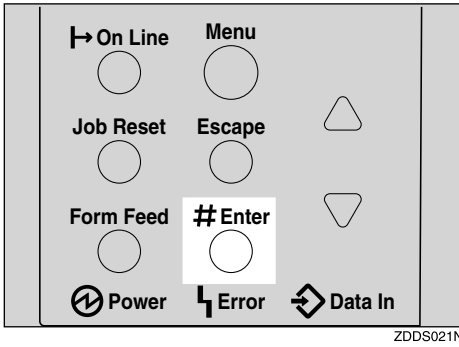 On Line Menu
Job Reset Escape
Form Feed # Enter
Power Error Data In
ZDDS021N